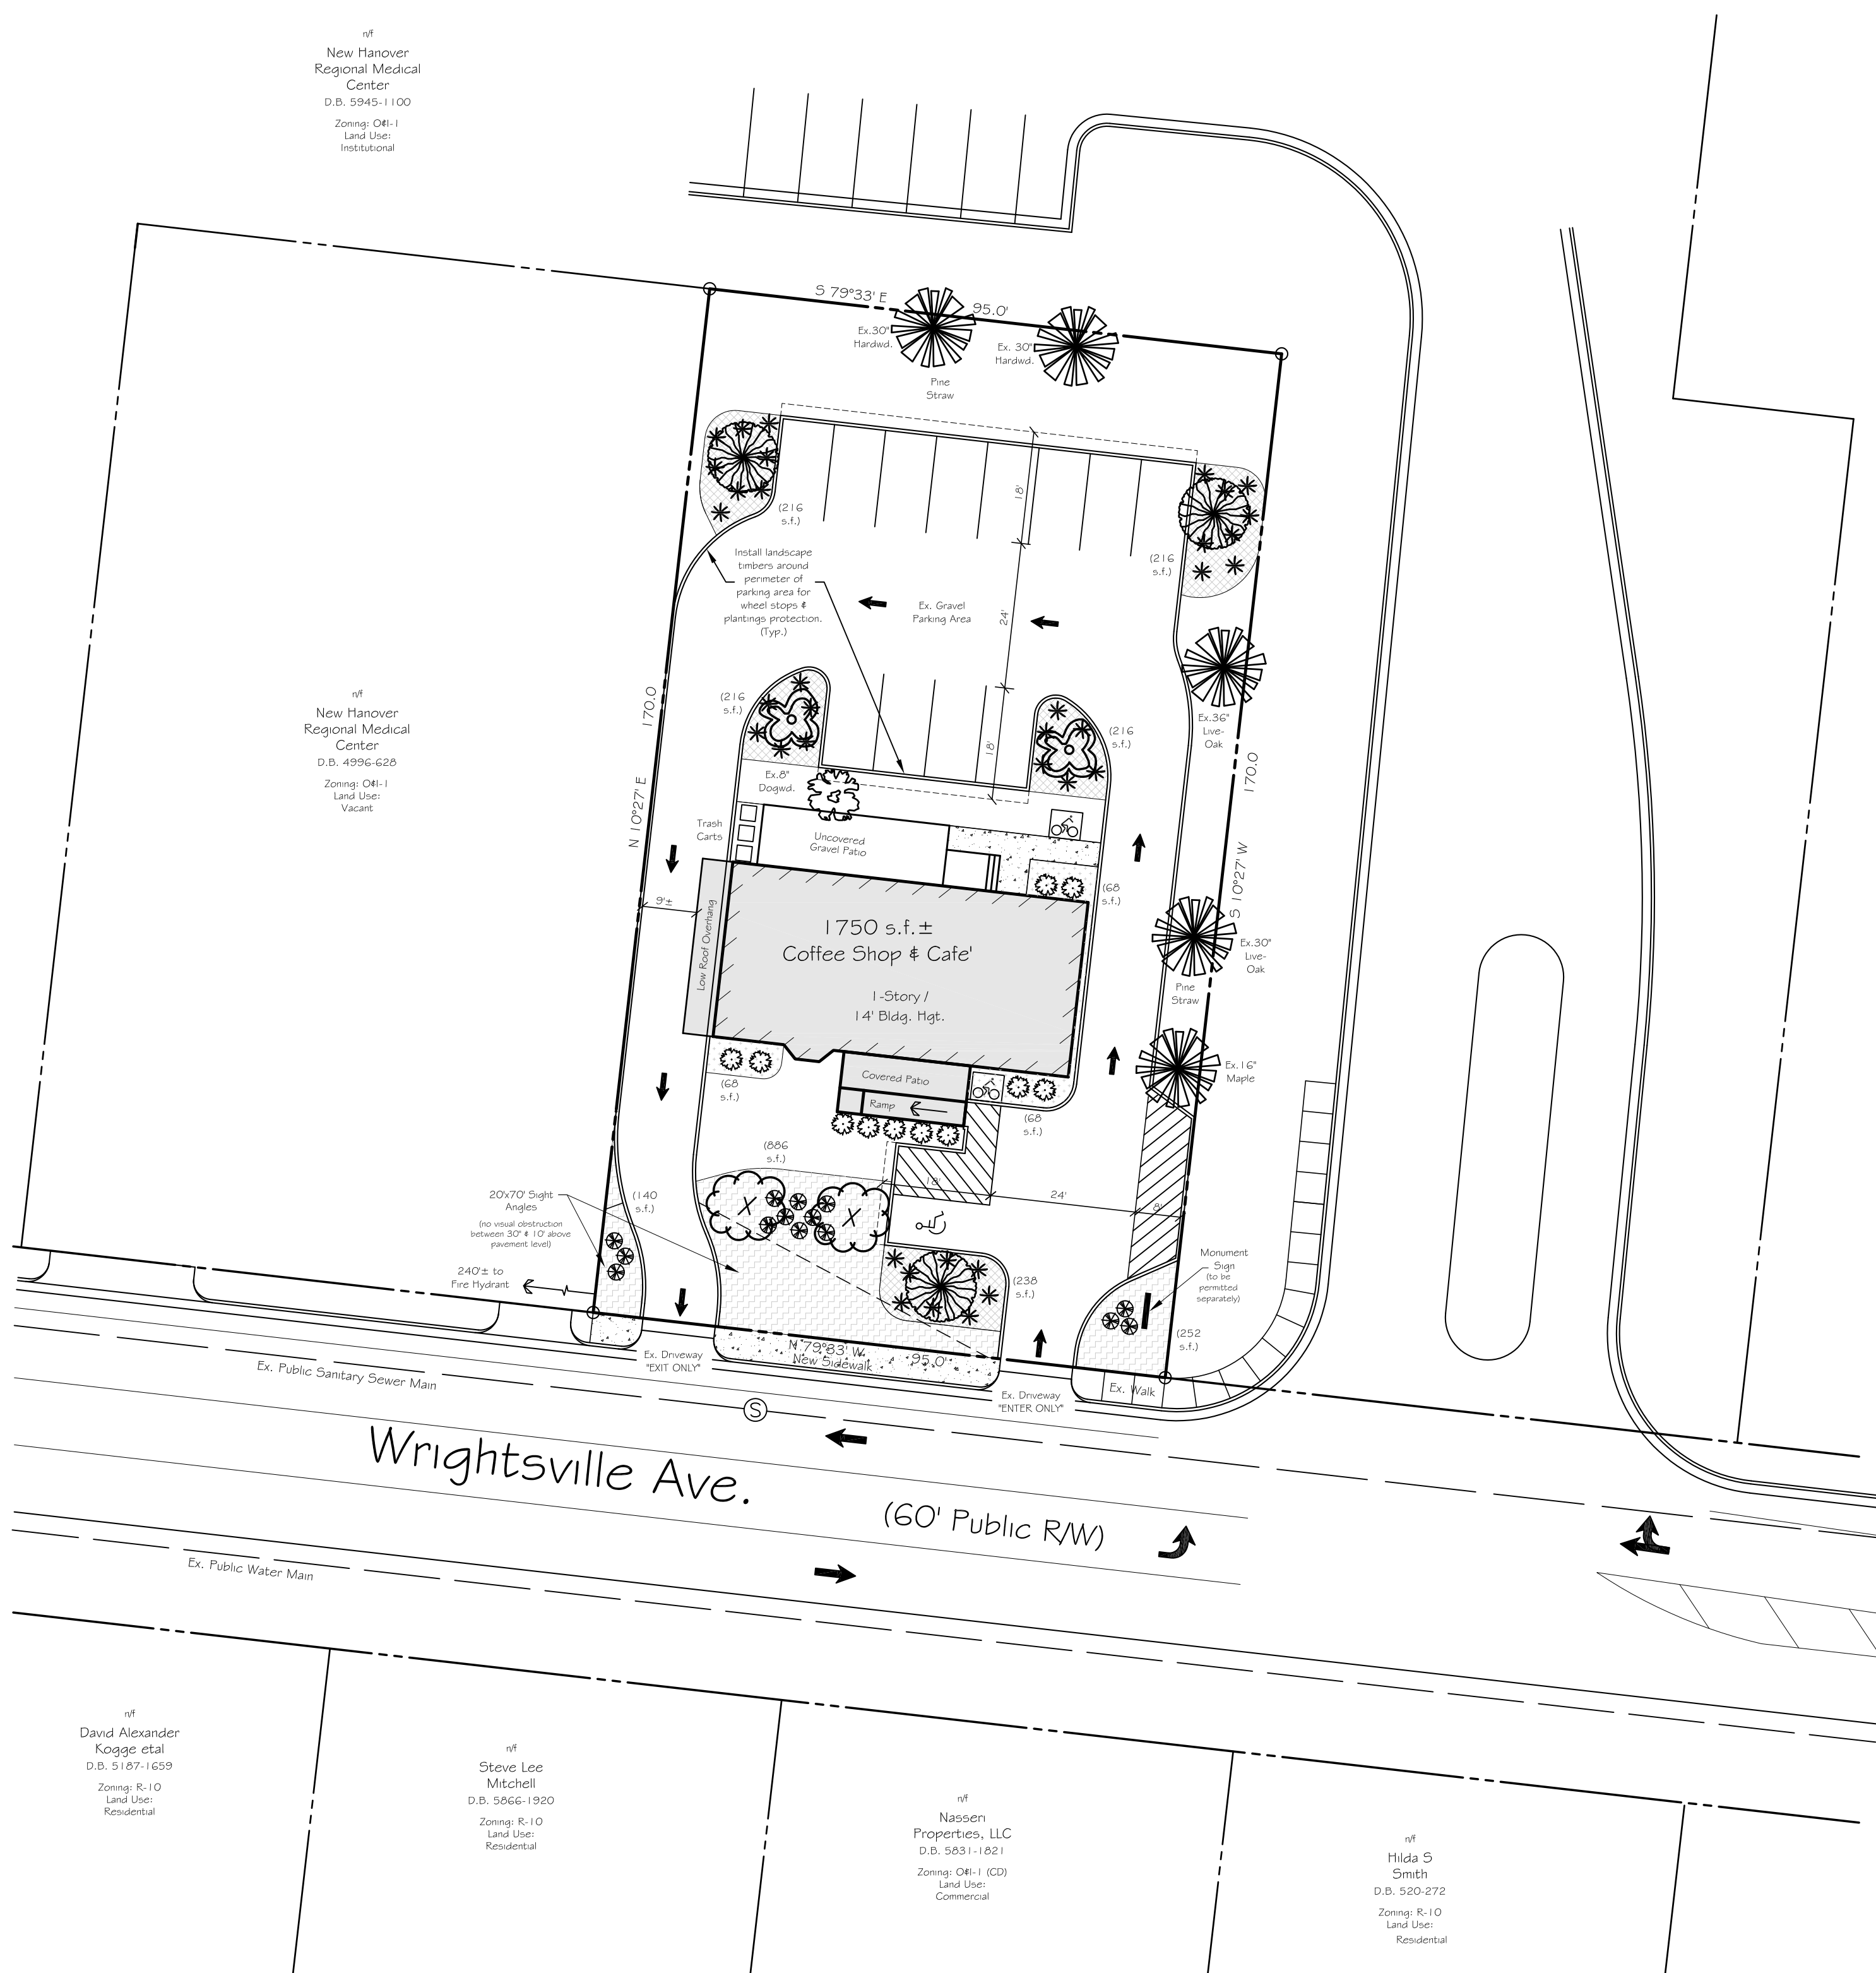 n/f
New Hanover
Regional Medical
Center
D.B. 5945-1100
Zoning: O&I-1
Land Use:
Institutional
S 79°33' E
95.0'
Ex.30"
Hardwd.
Ex. 30"
Hardwd.
Pine
Straw
(216
s.f.)
18'
(216
s.f.)
Install landscape
timbers around
perimeter of
parking area for
wheel stops &
plantings protection.
(Typ.)
Ex. Gravel
Parking Area
24'
n/f
New Hanover
Regional Medical
Center
D.B. 4996-628
Zoning: O&I-1
Land Use:
Vacant
N 10°27' E
170.0
(216
s.f.)
18'
(216
s.f.)
Ex.36"
Live-
Oak
S 10°27' W
170.0
Ex.8"
Dogwd.
Trash
Carts
Uncovered
Gravel Patio
(68
s.f.)
9'±
Low Roof Overhang
1750 s.f.±
Coffee Shop & Cafe'
1-Story /
14' Bldg. Hgt.
Ex.30"
Live-
Oak
Pine
Straw
Ex.16"
Maple
Covered Patio
Ramp
(68
s.f.)
(68
s.f.)
(886
s.f.)
18'
24'
8'
20'x70' Sight
Angles
(no visual obstruction
between 30" & 10' above
pavement level)
(140
s.f.)
240'± to
Fire Hydrant
X
X
(238
s.f.)
Monument
Sign
(to be
permitted
separately)
(252
s.f.)
N 79°33' W
95.0'
New Sidewalk
Ex. Driveway
"EXIT ONLY"
Ex. Driveway
"ENTER ONLY"
Ex. Walk
Ex. Public Sanitary Sewer Main
S
Wrightsville Ave.
(60' Public R/W)
Ex. Public Water Main
n/f
David Alexander
Kogge etal
D.B. 5187-1659
Zoning: R-10
Land Use:
Residential
n/f
Steve Lee
Mitchell
D.B. 5866-1920
Zoning: R-10
Land Use:
Residential
n/f
Nasseri
Properties, LLC
D.B. 5831-1821
Zoning: O&I-1 (CD)
Land Use:
Commercial
n/f
Hilda S
Smith
D.B. 520-272
Zoning: R-10
Land Use:
Residential